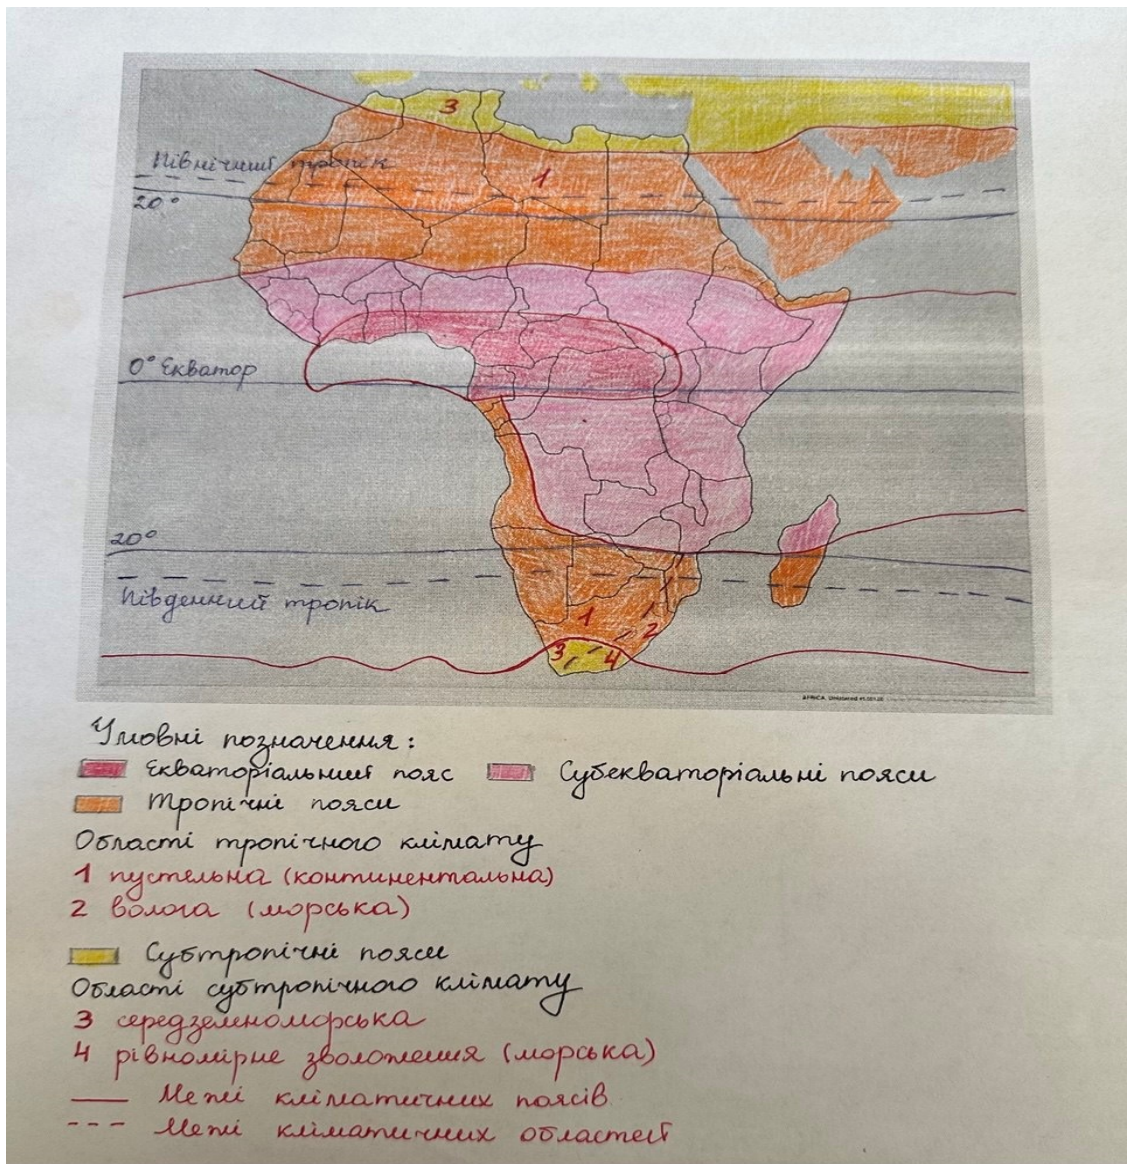 3
Північний тропік
1
20°
0° Екватор
20°
Південний тропік
1
2
3
4
AFRICA
Умовні позначення:
Екваторіальний пояс Субекваторіальні пояси
Тропічні пояси
Області тропічного клімату
1 пустельна (континентальна)
2 волога (морська)
Субтропічні пояси
Області субтропічного клімату
3 середземноморська
4 рівномірне зволоження (морська)
Межі кліматичних поясів
Межі кліматичних областей